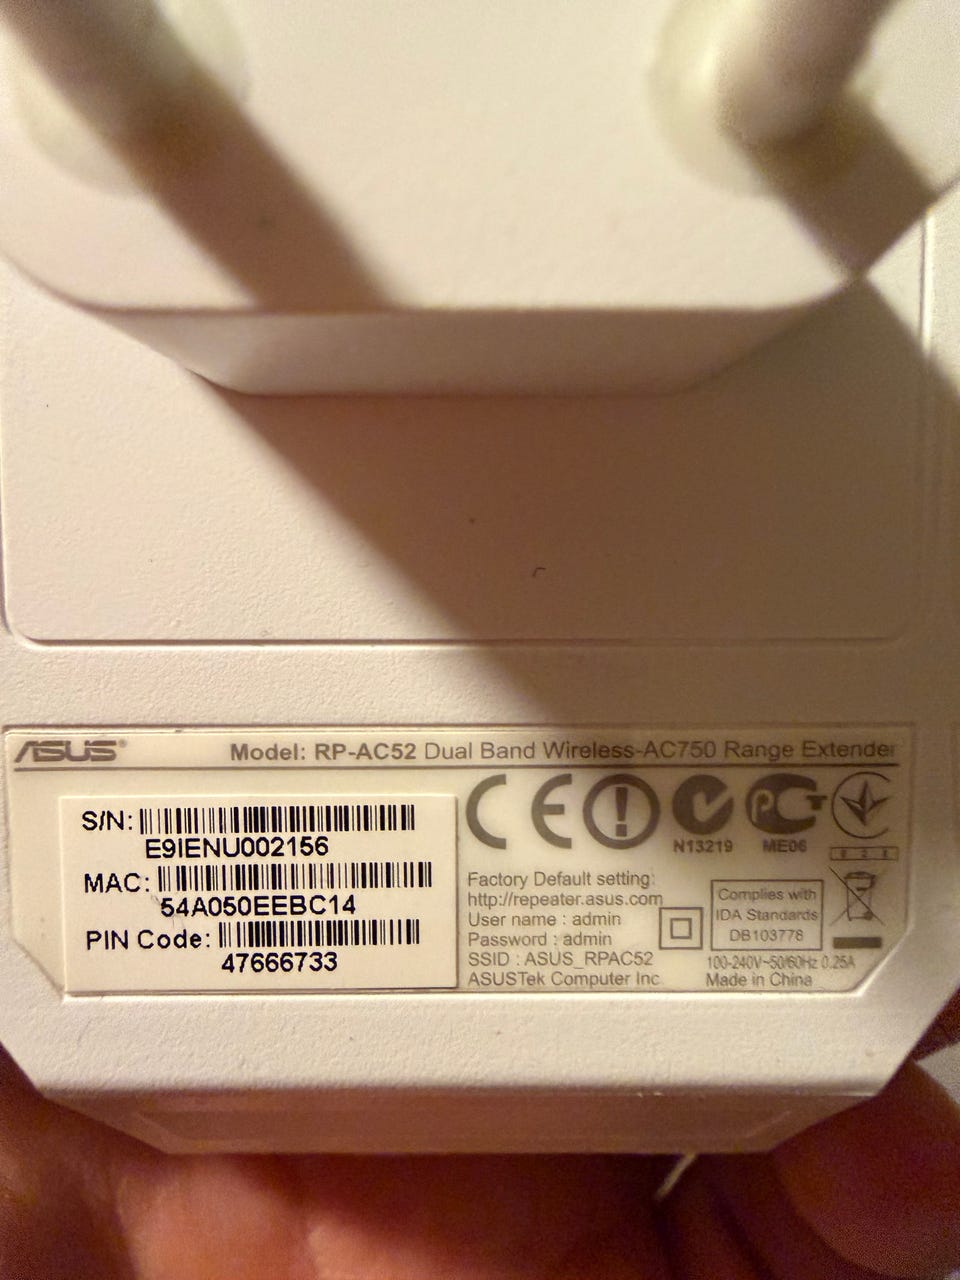 ASUS
Model: RP-AC52 Dual Band Wireless-AC750 Range Extender
S/N:
E9IENU002156
MAC:
54A050EEBC14
PIN Code:
47666733
CE
N13219
ME06
Factory Default setting:
http://repeater.asus.com
User name : admin
Password : admin
SSID : ASUS_RPAC52
ASUSTek Computer Inc
Complies with
IDA Standards
DB103778
100-240V~50/60Hz 0.25A
Made in China